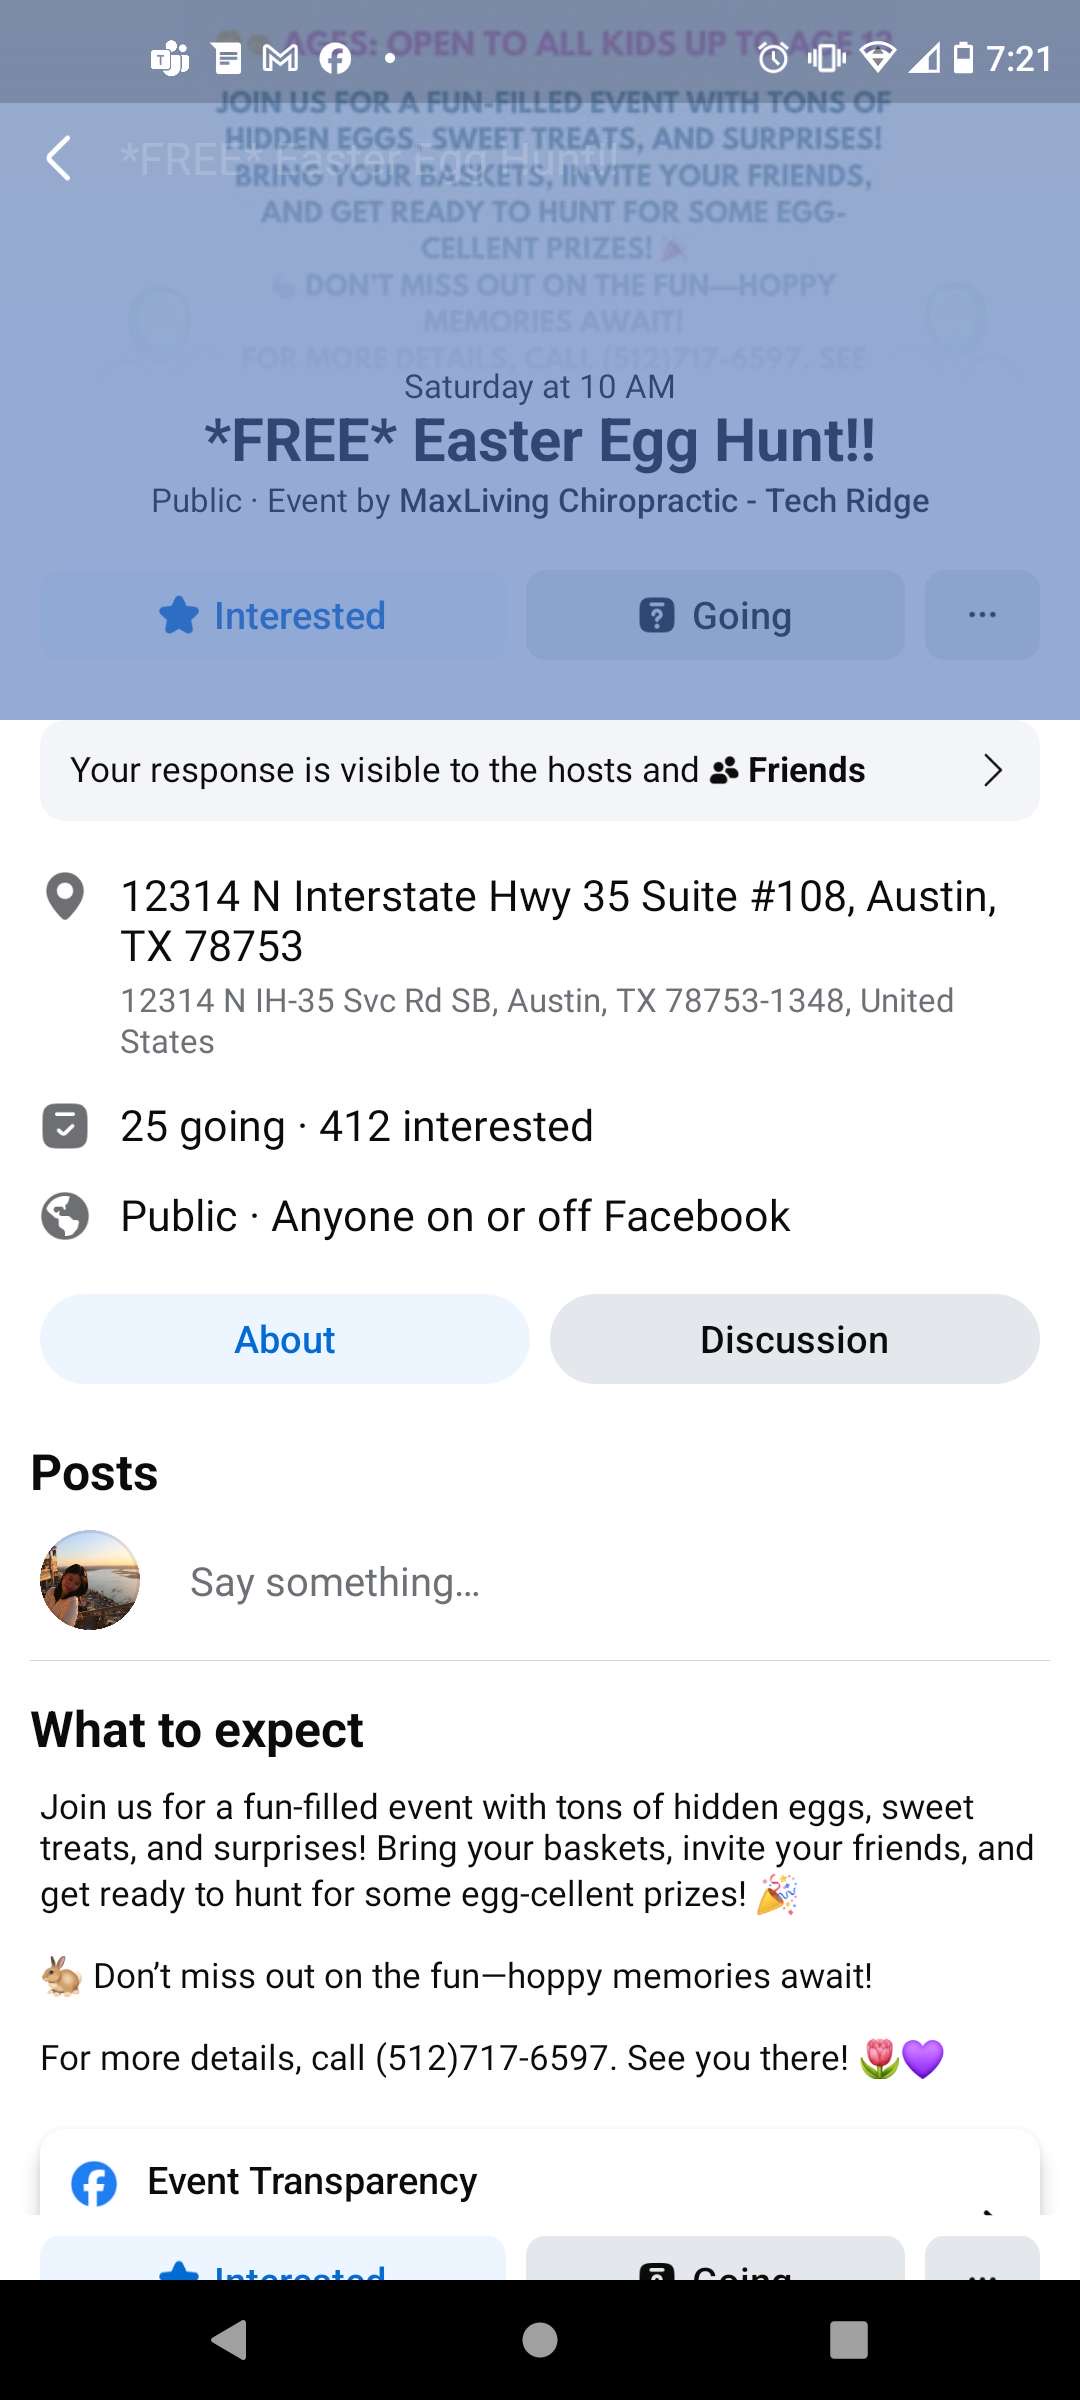 7:21
AGES: OPEN TO ALL KIDS UP TO AGE 12
JOIN US FOR A FUN-FILLED EVENT WITH TONS OF
HIDDEN EGGS, SWEET TREATS, AND SURPRISES!
*FREE* Easter Egg Hunt!!
BRING YOUR BASKETS, INVITE YOUR FRIENDS,
AND GET READY TO HUNT FOR SOME EGG-
CELLENT PRIZES! 🎉
🐇 DON'T MISS OUT ON THE FUN—HOPPY
MEMORIES AWAIT!
FOR MORE DETAILS, CALL (512)717-6597. SEE
Saturday at 10 AM
*FREE* Easter Egg Hunt!!
Public · Event by MaxLiving Chiropractic - Tech Ridge
Interested
Going
Your response is visible to the hosts and Friends
12314 N Interstate Hwy 35 Suite #108, Austin,
TX 78753
12314 N IH-35 Svc Rd SB, Austin, TX 78753-1348, United
States
25 going · 412 interested
Public · Anyone on or off Facebook
About
Discussion
Posts
Say something...
What to expect
Join us for a fun-filled event with tons of hidden eggs, sweet
treats, and surprises! Bring your baskets, invite your friends, and
get ready to hunt for some egg-cellent prizes! 🎉
🐇 Don’t miss out on the fun—hoppy memories await!
For more details, call (512)717-6597. See you there! 🌷💜
Event Transparency
Interested
Going